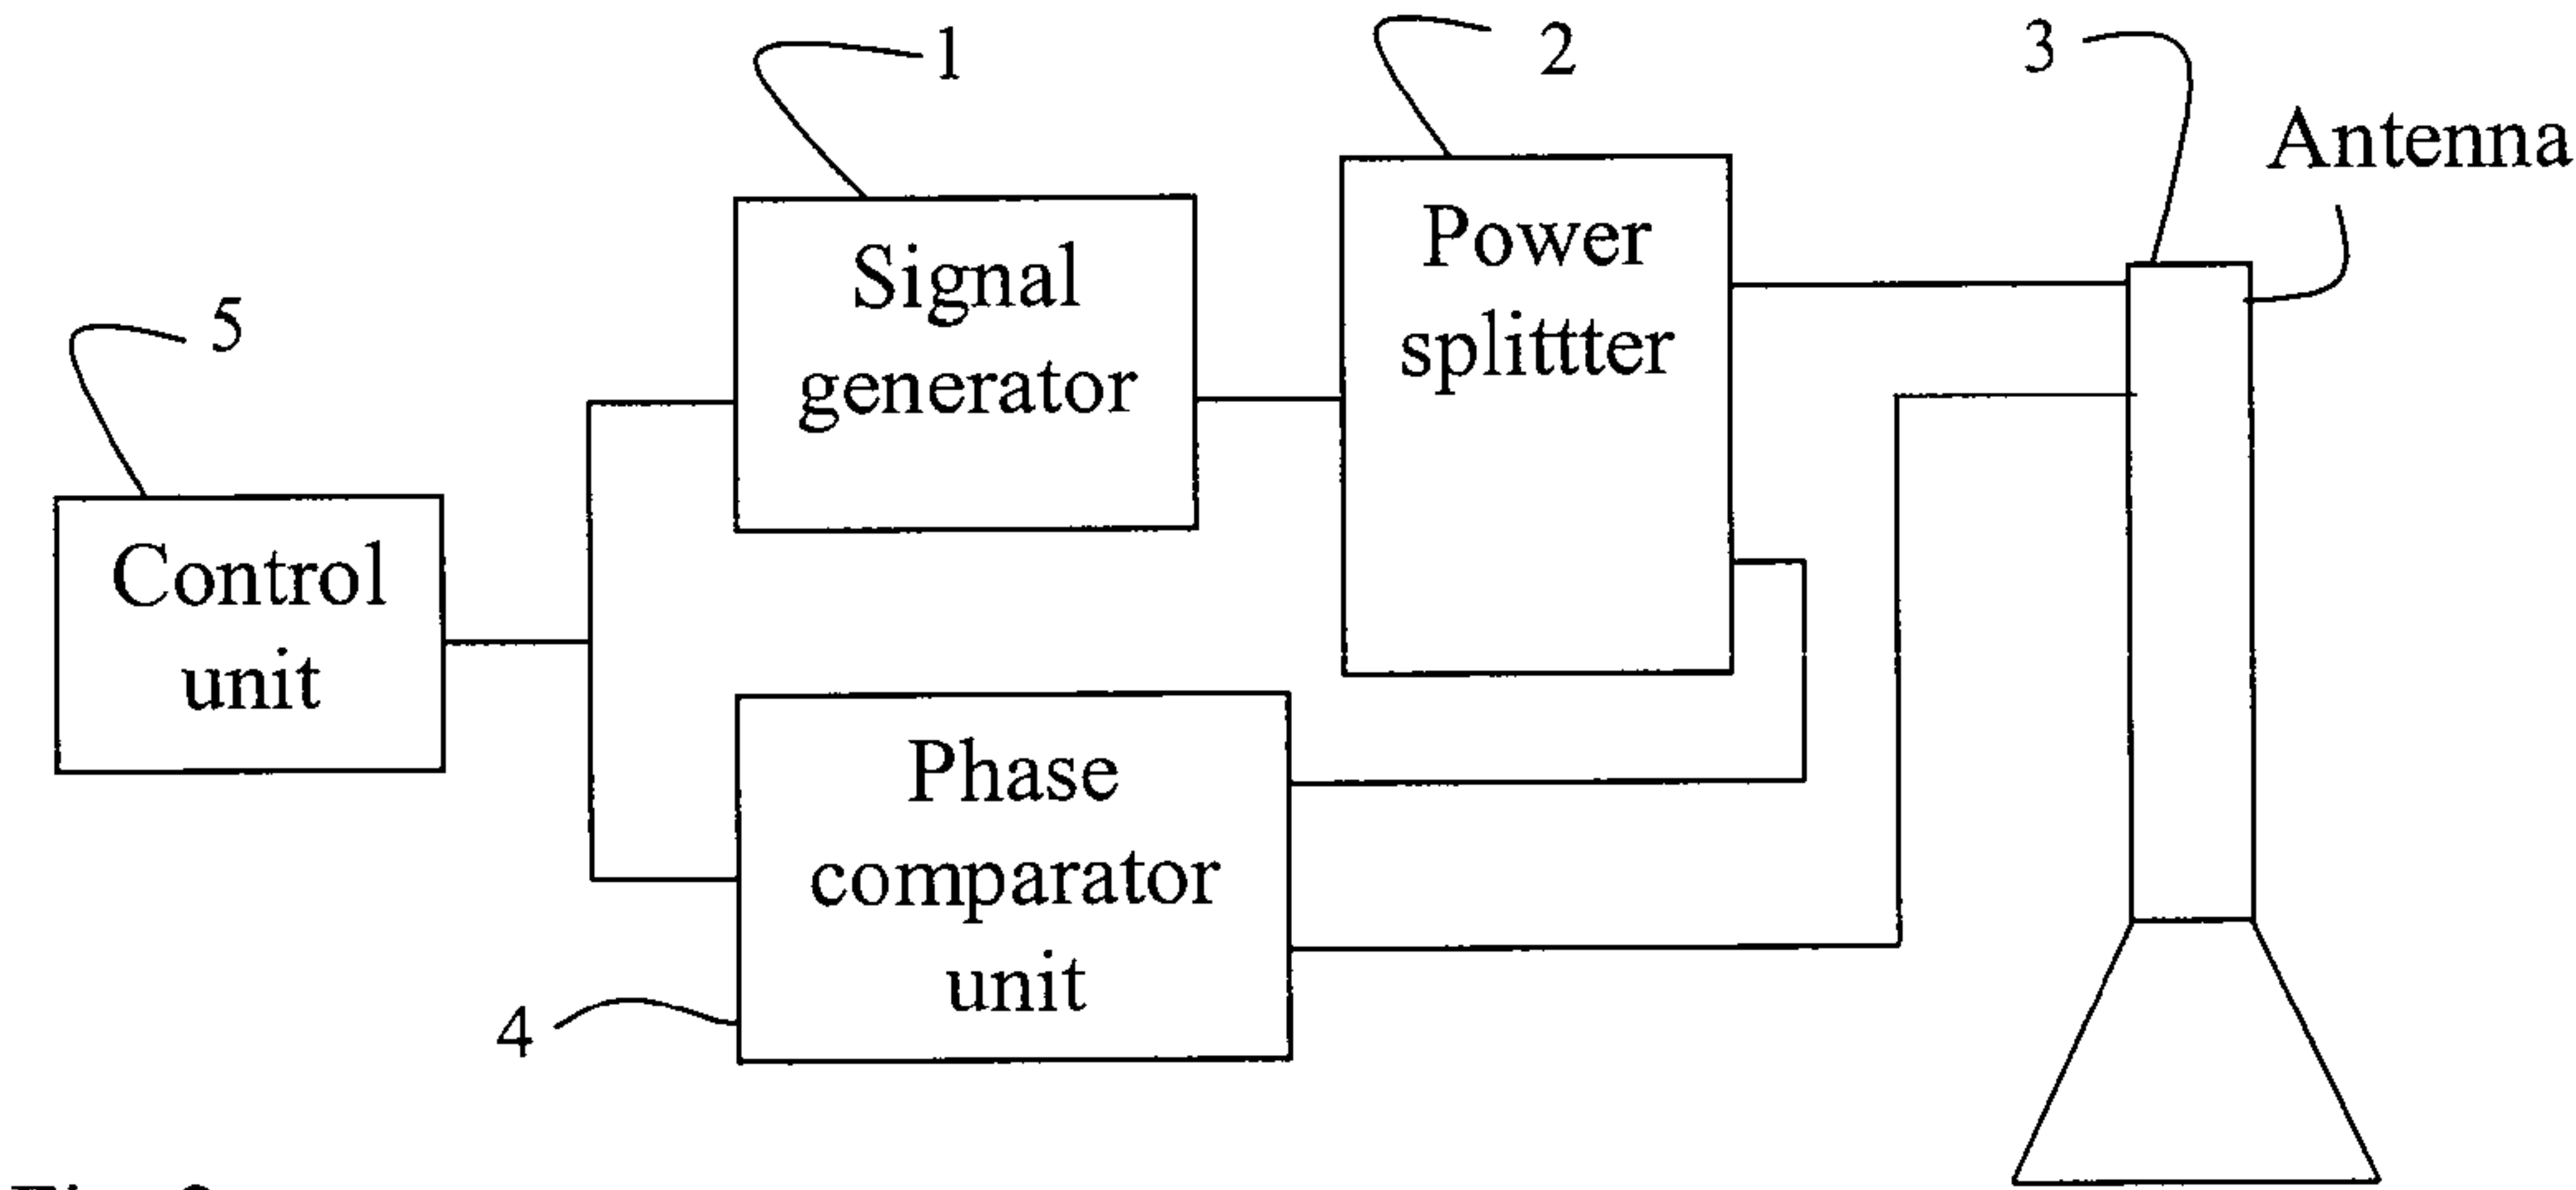 1
2
3
Antenna
Signal
generator
Power
splittter
5
Control
unit
Phase
comparator
unit
4